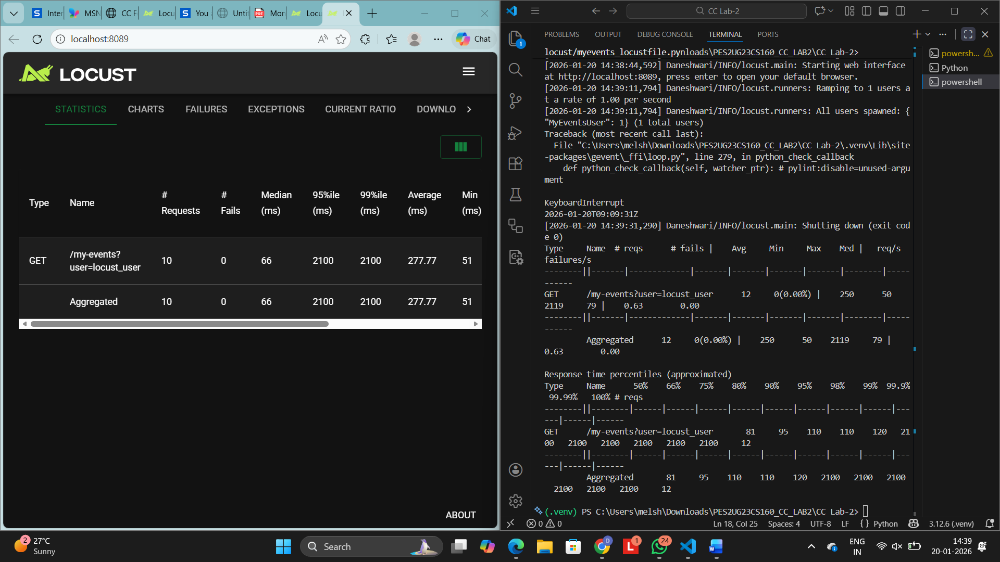 Inter
MSN
CC F
Locu
You
Unti
Mon
Locu
localhost:8089
Chat
LOCUST
STATISTICS CHARTS FAILURES EXCEPTIONS CURRENT RATIO DOWNLO
Type Name # Requests # Fails Median (ms) 95%ile (ms) 99%ile (ms) Average (ms) Min (ms)
GET /my-events?user=locust_user 10 0 66 2100 2100 277.77 51
Aggregated 10 0 66 2100 2100 277.77 51
ABOUT
CC Lab-2
1
PROBLEMS OUTPUT DEBUG CONSOLE TERMINAL PORTS
powersh...
Python
powershell
locust/myevents_locustfile.pynloads\PES2UG23CS160_CC_LAB2\CC Lab-2>
[2026-01-20 14:38:44,592] Daneshwari/INFO/locust.main: Starting web interface
at http://localhost:8089, press enter to open your default browser.
[2026-01-20 14:39:11,794] Daneshwari/INFO/locust.runners: Ramping to 1 users a
t a rate of 1.00 per second
[2026-01-20 14:39:11,794] Daneshwari/INFO/locust.runners: All users spawned: {
"MyEventsUser": 1} (1 total users)
Traceback (most recent call last):
File "C:\Users\melsh\Downloads\PES2UG23CS160_CC_LAB2\CC Lab-2\.venv\Lib\site
-packages\gevent\_ffi\loop.py", line 279, in python_check_callback
def python_check_callback(self, watcher_ptr): # pylint:disable=unused-argu
ment
KeyboardInterrupt
2026-01-20T09:09:31Z
[2026-01-20 14:39:31,290] Daneshwari/INFO/locust.main: Shutting down (exit cod
e 0)
Type Name # reqs # fails | Avg Min Max Med | req/s
failures/s
--------||-------|-------------|-------|-------|-------|-------|--------|-----
------
GET /my-events?user=locust_user 12 0(0.00%) | 250 50
2119 79 | 0.63 0.00
--------||-------|-------------|-------|-------|-------|-------|--------|-----
------
Aggregated 12 0(0.00%) | 250 50 2119 79 |
0.63 0.00
Response time percentiles (approximated)
Type Name 50% 66% 75% 80% 90% 95% 98% 99% 99.9%
99.99% 100% # reqs
--------||--------|------|------|------|------|------|------|------|------|---
---|------|------
GET /my-events?user=locust_user 81 95 110 110 120 21
00 2100 2100 2100 2100 2100 12
--------||--------|------|------|------|------|------|------|------|------|---
---|------|------
Aggregated 81 95 110 110 120 2100 2100 2100
2100 2100 2100 12
(.venv) PS C:\Users\melsh\Downloads\PES2UG23CS160_CC_LAB2\CC Lab-2>
0 0 Ln 18, Col 25 Spaces: 4 UTF-8 LF { } Python 3.12.6 (.venv)
2
27°C
Sunny
Search
D
1
24
ENG
IN
14:39
20-01-2026